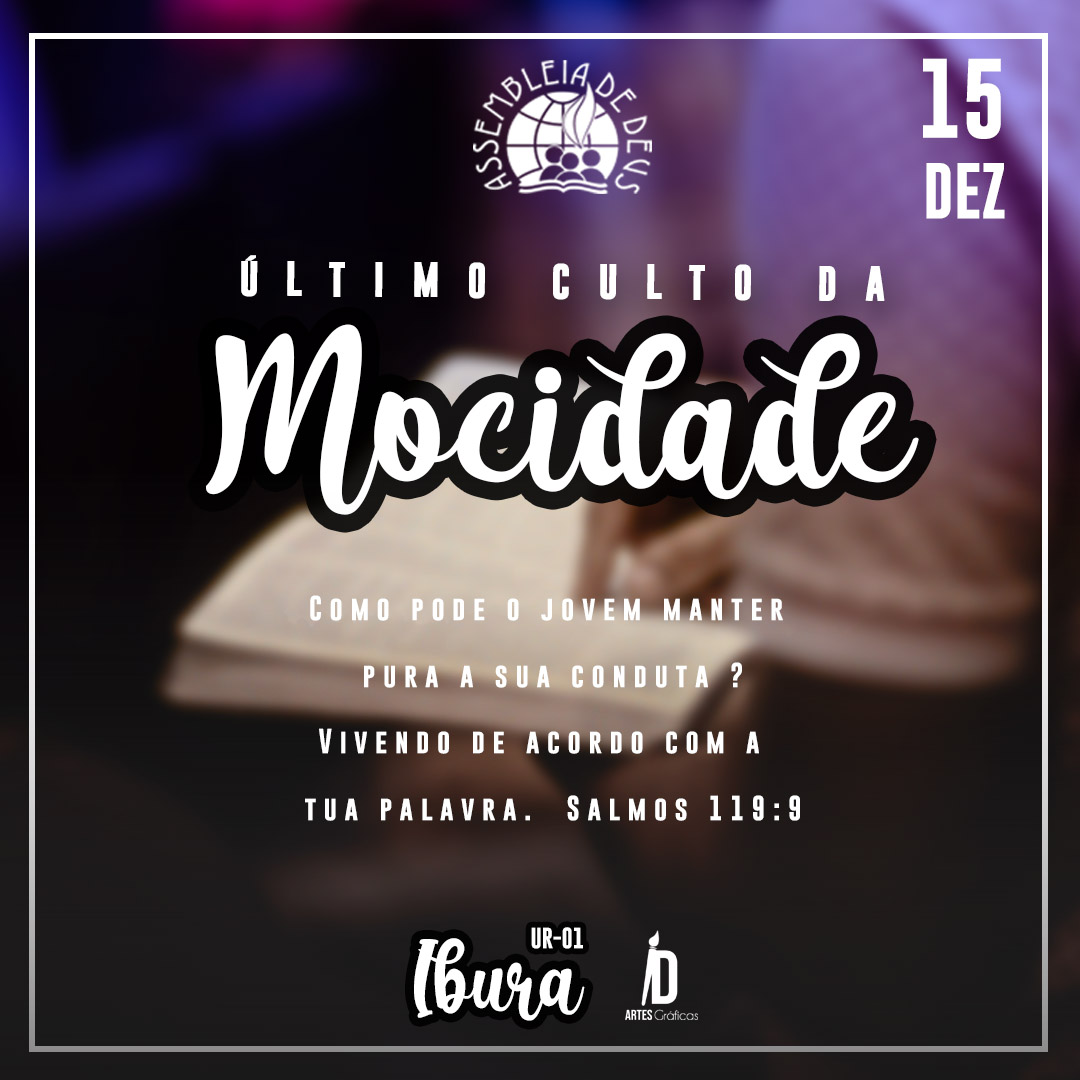 ASSEMBLEIA DE DEUS
15
DEZ
ÚLTIMO CULTO DA
Mocidade
COMO PODE O JOVEM MANTER
PURA A SUA CONDUTA ?
VIVENDO DE ACORDO COM A
TUA PALAVRA. SALMOS 119:9
UR-01
Ibura
ID
ARTES Gráficas